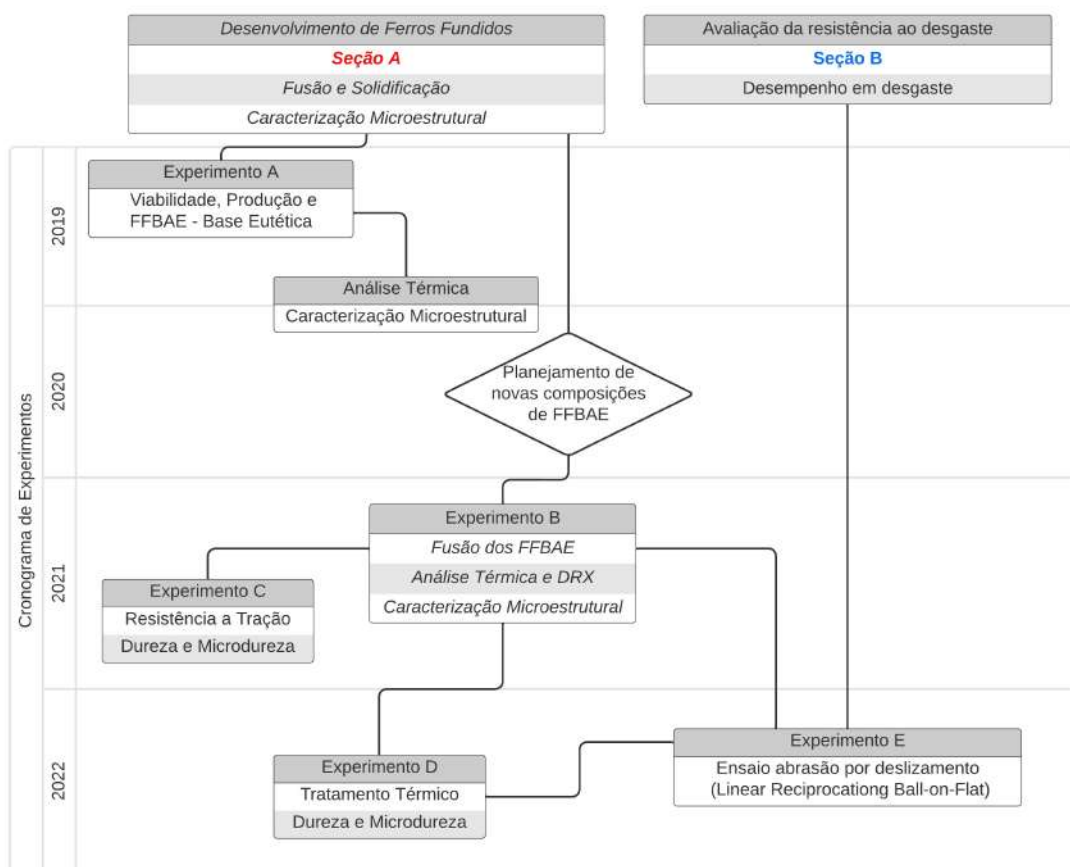 Desenvolvimento de Ferros Fundidos
Seção A
Fusão e Solidificação
Caracterização Microestrutural
Avaliação da resistência ao desgaste
Seção B
Desempenho em desgaste
Cronograma de Experimentos
2019
Experimento A
Viabilidade, Produção e
FFBAE - Base Eutética
Análise Térmica
Caracterização Microestrutural
2020
Planejamento de
novas composições
de FFBAE
2021
Experimento B
Fusão dos FFBAE
Análise Térmica e DRX
Caracterização Microestrutural
Experimento C
Resistência a Tração
Dureza e Microdureza
2022
Experimento D
Tratamento Térmico
Dureza e Microdureza
Experimento E
Ensaio abrasão por deslizamento
(Linear Reciprocationg Ball-on-Flat)